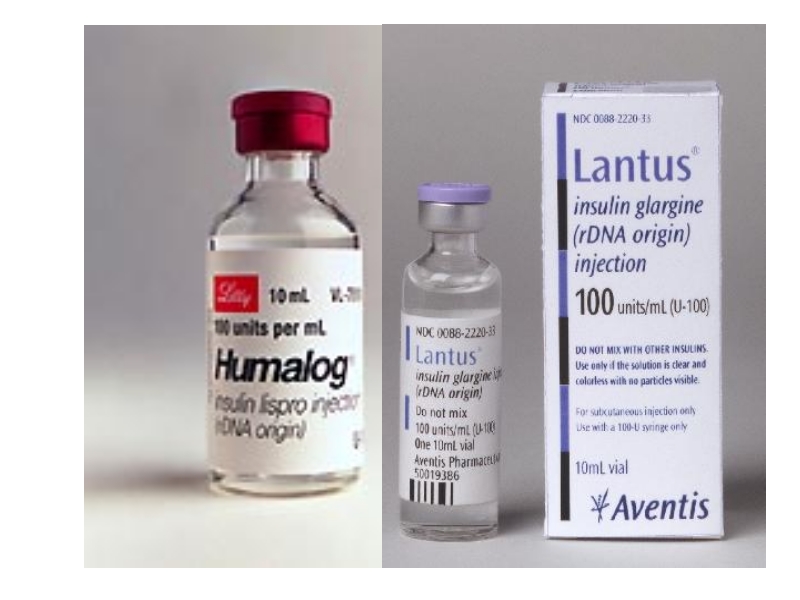 Lilly 10 mL
100 units per mL
Humalog
insulin lispro injection
(rDNA origin)
NDC 0088-2220-33
Lantus®
insulin glargine
(rDNA origin)
Do not mix
100 units/mL (U-100)
One 10mL vial
Aventis
50019386
NDC 0088-2220-33
Lantus®
insulin glargine
(rDNA origin)
injection
100 units/mL (U-100)
DO NOT MIX WITH OTHER INSULINS.
Use only if the solution is clear and
colorless with no particles visible.
For subcutaneous injection only
Use with a 100-U syringe only
10mL vial
Aventis